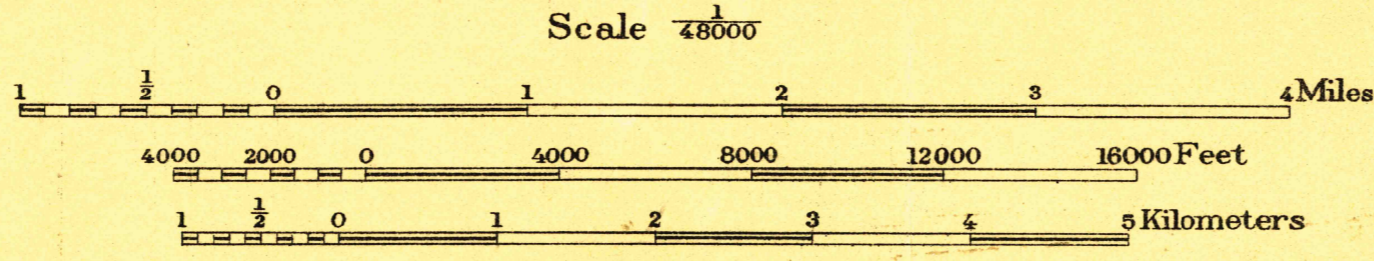 Scale 1/48000
1 1/2 0 1 2 3 4 Miles
4000 2000 0 4000 8000 12000 16000 Feet
1 1/2 0 1 2 3 4 5 Kilometers